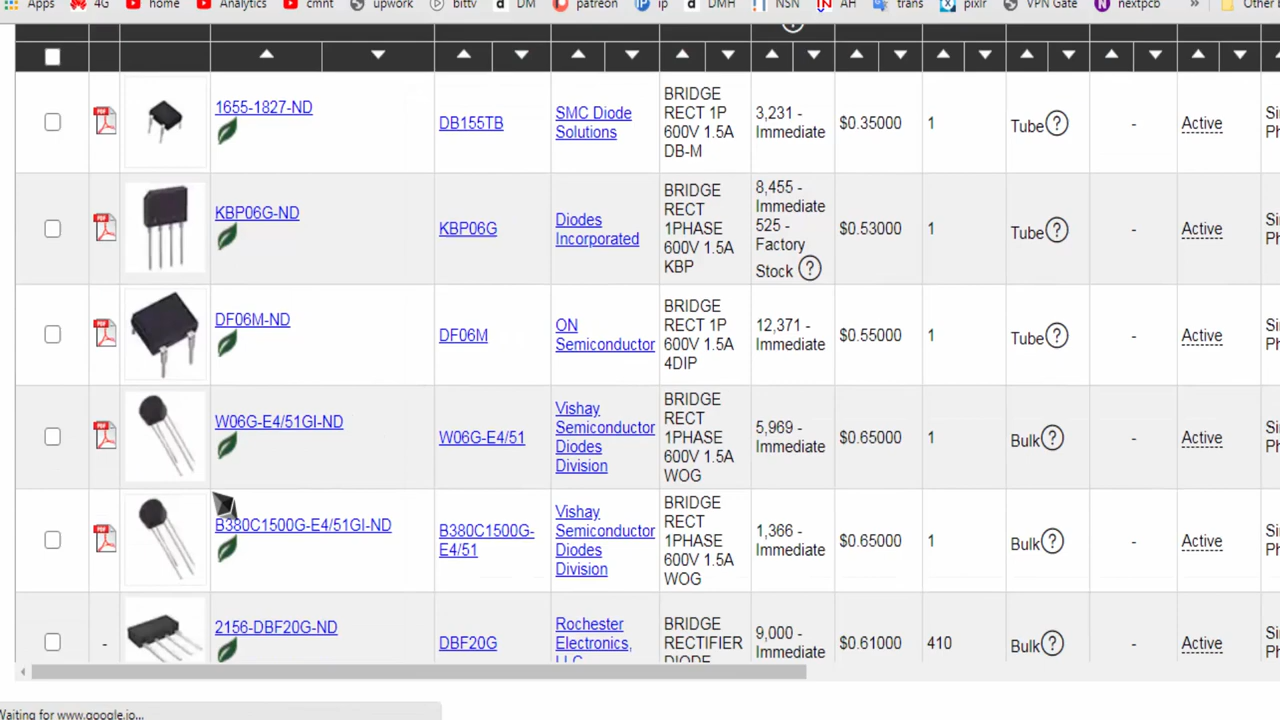 Apps 4G home Analytics cmnt upwork bittv DM patreon ip DMH NSN AH trans pixlr VPN Gate nextpcb » Other
1655-1827-ND
DB155TB
SMC Diode
Solutions
BRIDGE
RECT 1P
600V 1.5A
DB-M
3,231 -
Immediate
$0.35000
1
Tube ?
-
Active
KBP06G-ND
KBP06G
Diodes
Incorporated
BRIDGE
RECT
1PHASE
600V 1.5A
KBP
8,455 -
Immediate
525 -
Factory
Stock ?
$0.53000
1
Tube ?
-
Active
DF06M-ND
DF06M
ON
Semiconductor
BRIDGE
RECT 1P
600V 1.5A
4DIP
12,371 -
Immediate
$0.55000
1
Tube ?
-
Active
W06G-E4/51GI-ND
W06G-E4/51
Vishay
Semiconductor
Diodes
Division
BRIDGE
RECT
1PHASE
600V 1.5A
WOG
5,969 -
Immediate
$0.65000
1
Bulk ?
-
Active
B380C1500G-E4/51GI-ND
B380C1500G-
E4/51
Vishay
Semiconductor
Diodes
Division
BRIDGE
RECT
1PHASE
600V 1.5A
WOG
1,366 -
Immediate
$0.65000
1
Bulk ?
-
Active
-
2156-DBF20G-ND
DBF20G
Rochester
Electronics,
BRIDGE
RECTIFIER
9,000 -
Immediate
$0.61000
410
Bulk ?
-
Active
Waiting for www.google.io...